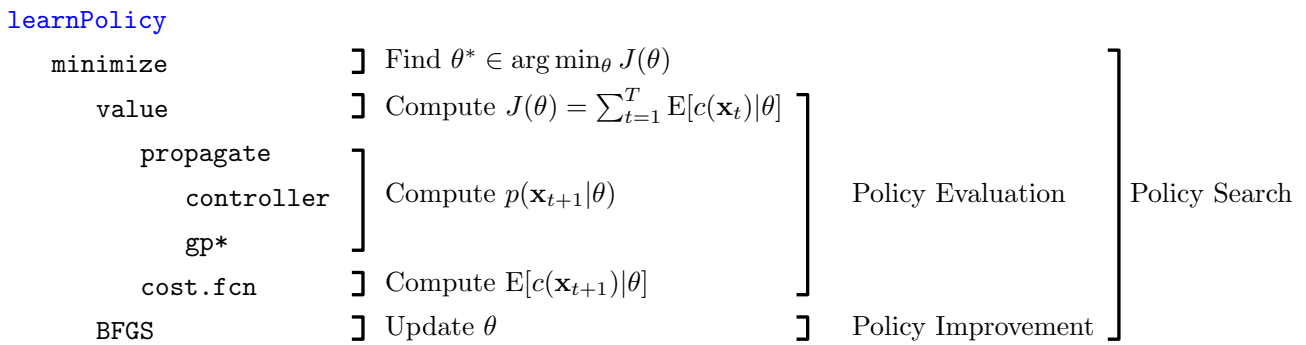 learnPolicy
minimize Find θ* ∈ arg min_θ J(θ)
value Compute J(θ) = ∑_{t=1}^{T} E[c(x_t)|θ]
propagate
controller Compute p(x_{t+1}|θ) Policy Evaluation Policy Search
gp*
cost.fcn Compute E[c(x_{t+1})|θ]
BFGS Update θ Policy Improvement